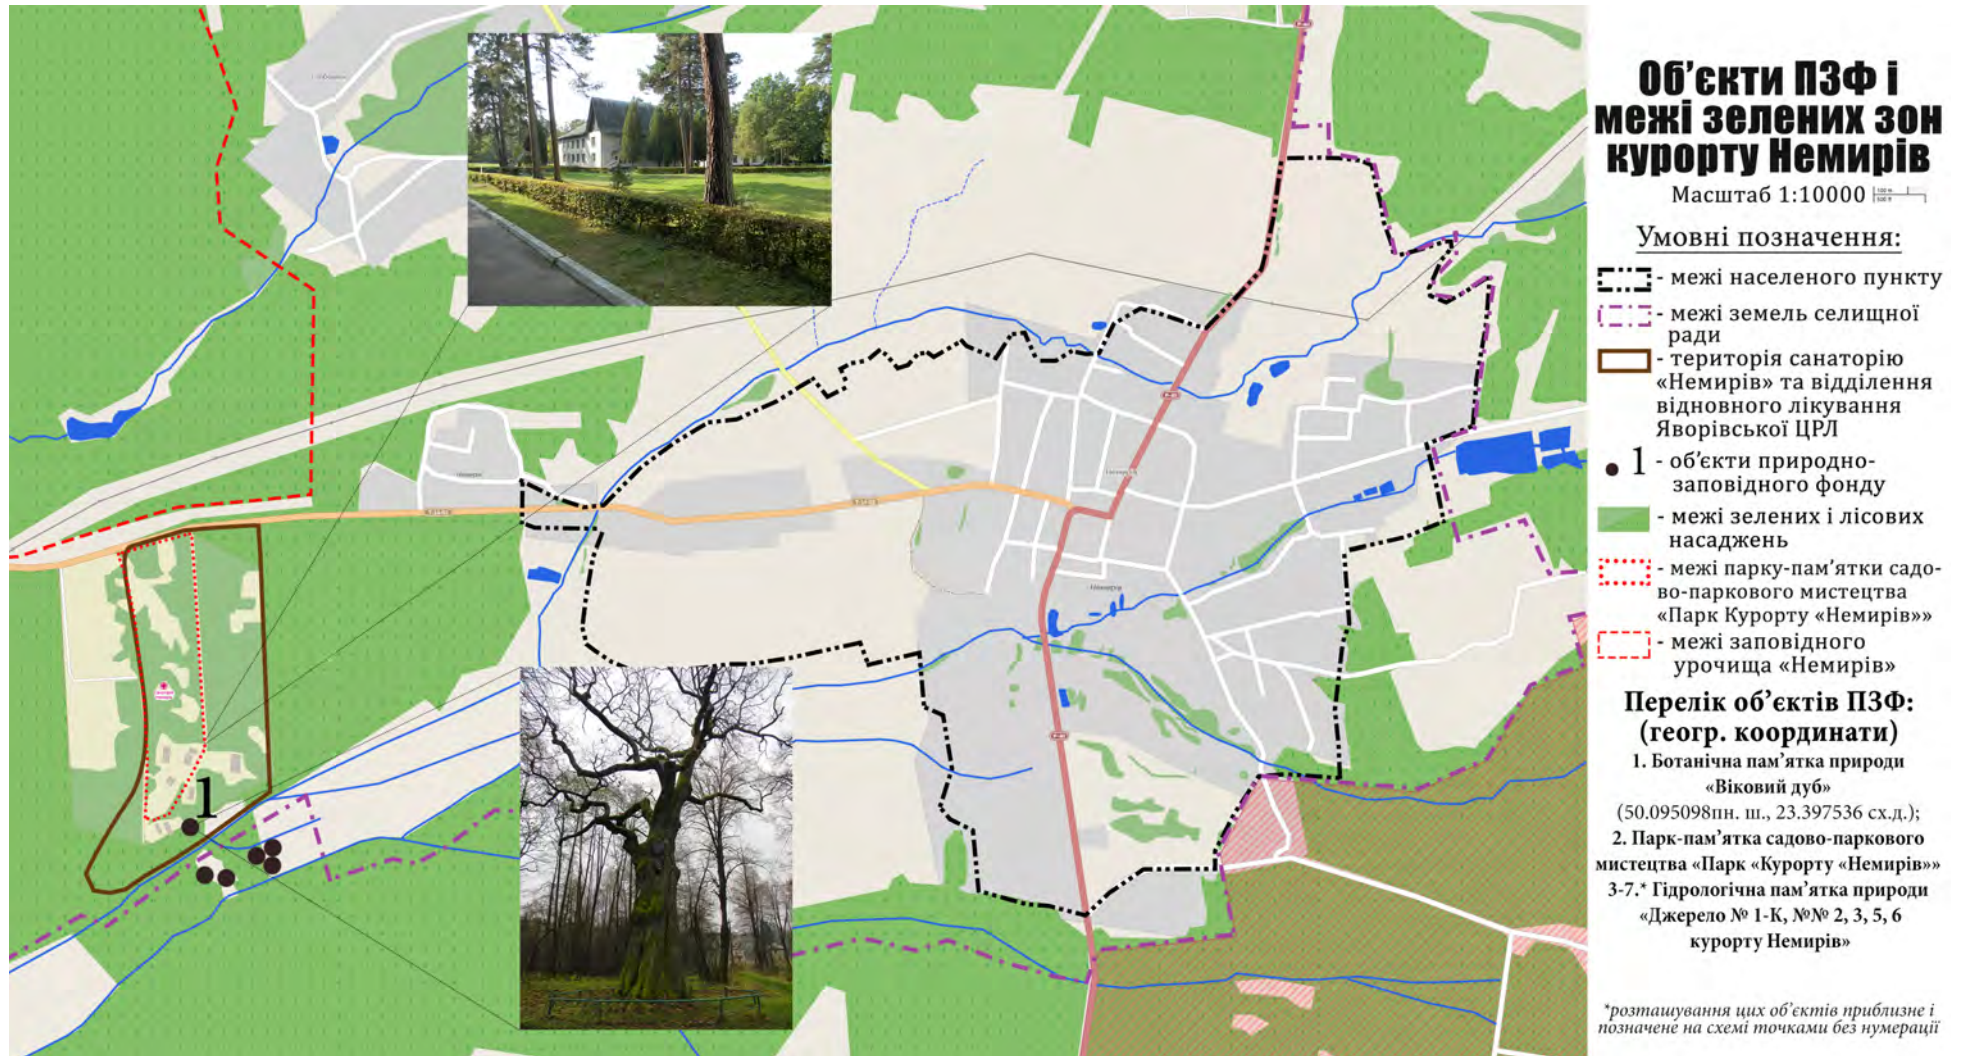 Об’єкти ПЗФ і
межі зелених зон
курорту Немирів
Масштаб 1:10000
100 m
500 ft
Умовні позначення:
- межі населеного пункту
- межі земель селищної
ради
- територія санаторію
«Немирів» та відділення
відновного лікування
Яворівської ЦРЛ
1 - об’єкти природно-
заповідного фонду
- межі зелених і лісових
насаджень
- межі парку-пам’ятки садо-
во-паркового мистецтва
«Парк Курорту «Немирів»»
- межі заповідного
урочища «Немирів»
Перелік об’єктів ПЗФ:
(геогр. координати)
1. Ботанічна пам’ятка природи
«Віковий дуб»
(50.095098пн. ш., 23.397536 сх.д.);
2. Парк-пам’ятка садово-паркового
мистецтва «Парк «Курорту «Немирів»»
3-7.* Гідрологічна пам’ятка природи
«Джерело № 1-К, №№ 2, 3, 5, 6
курорту Немирів»
*розташування цих об’єктів приблизне і
позначене на схемі точками без нумерації
Немирів
1